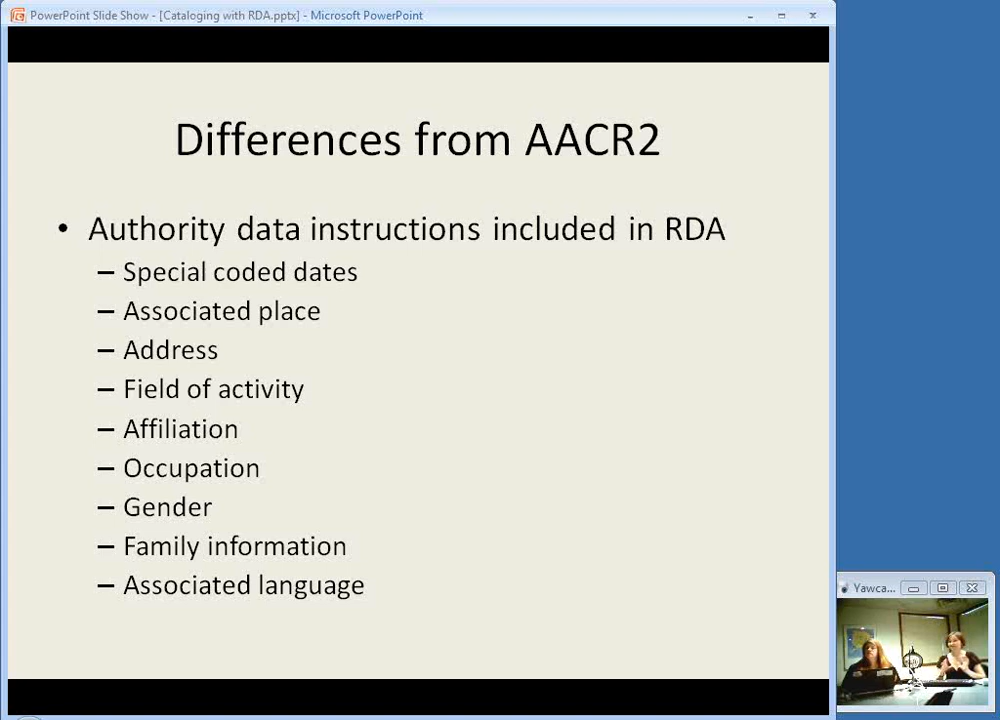 PowerPoint Slide Show - [Cataloging with RDA.pptx] - Microsoft PowerPoint
Differences from AACR2
• Authority data instructions included in RDA
– Special coded dates
– Associated place
– Address
– Field of activity
– Affiliation
– Occupation
– Gender
– Family information
– Associated language
Yawca...